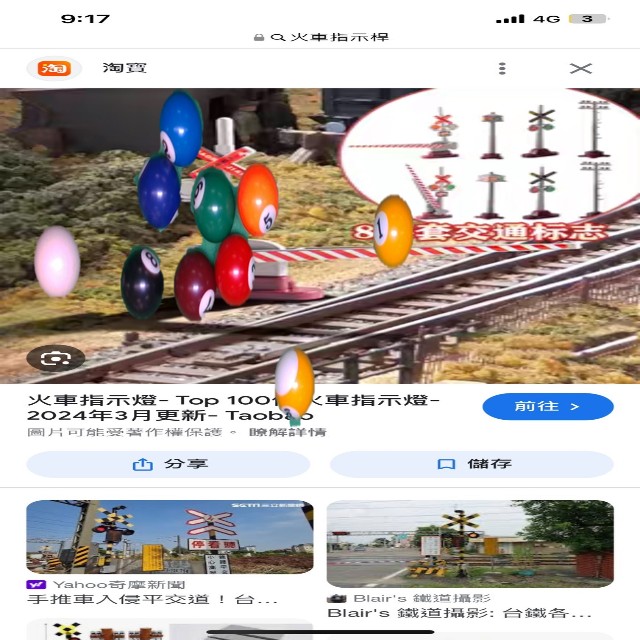 9:17
4G 3
火車指示桿
淘 淘寶
8 套交通标志
5
1
火車指示燈- Top 100 火車指示燈-
2024年3月更新- Taobao
圖片可能受著作權保護。 瞭解詳情
前往 >
分享
儲存
停看聽
Yahoo奇摩新聞
手推車入侵平交道！台...
Blair's 鐵道攝影
Blair's 鐵道攝影: 台鐵各...